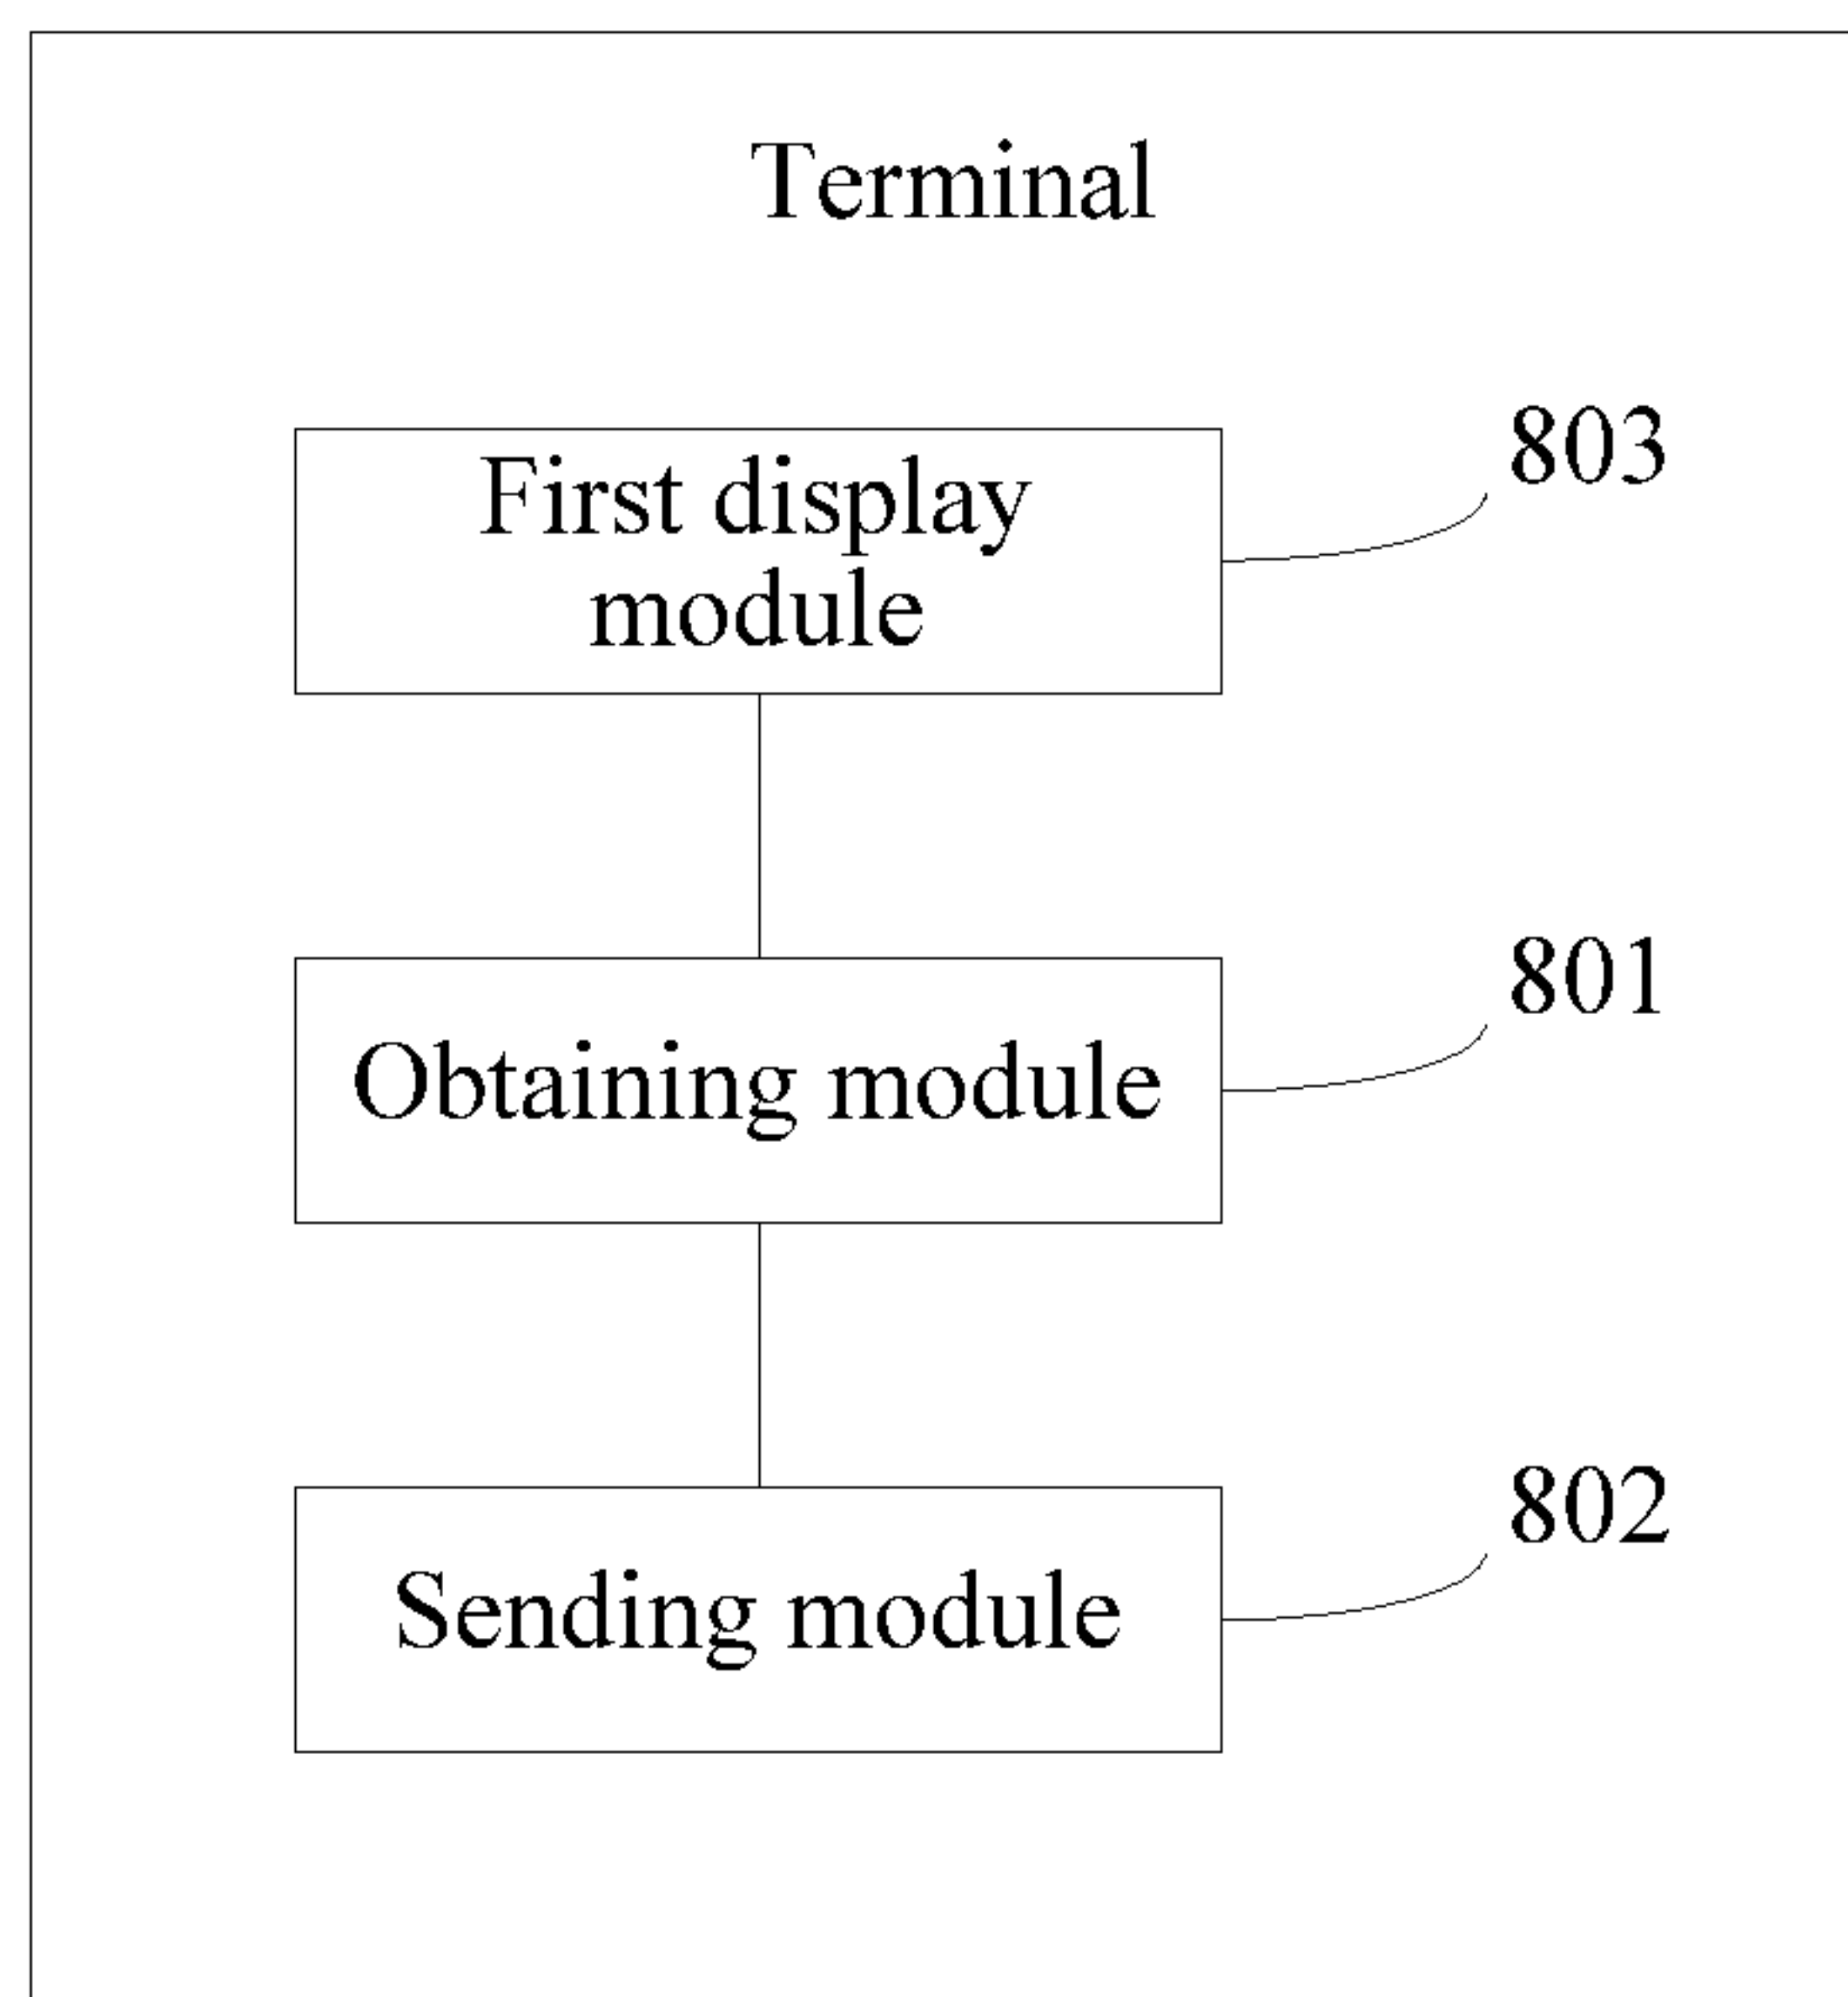 Terminal
803
First display
module
801
Obtaining module
802
Sending module